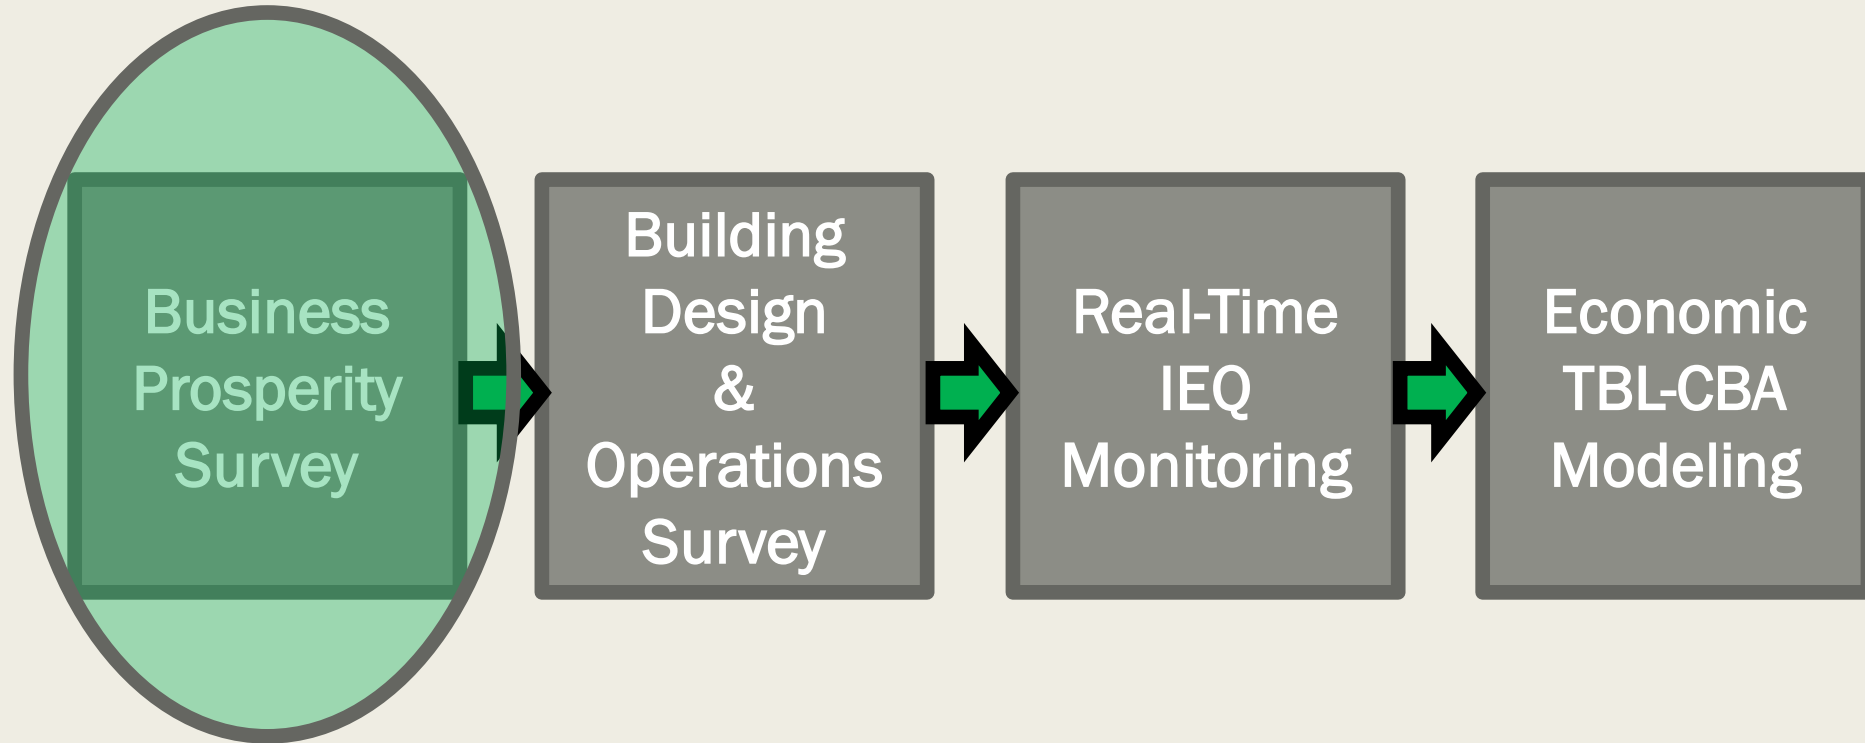 Business
Prosperity
Survey
Building
Design
&
Operations
Survey
Real-Time
IEQ
Monitoring
Economic
TBL-CBA
Modeling